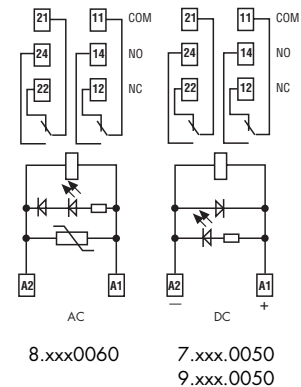 21 11 COM 21 11 COM
24 14 NO 24 14 NO
22 12 NC 22 12 NC
A2 A1 A2 A1
— +
AC DC
8.xxx0060 7.xxx.0050
9.xxx.0050